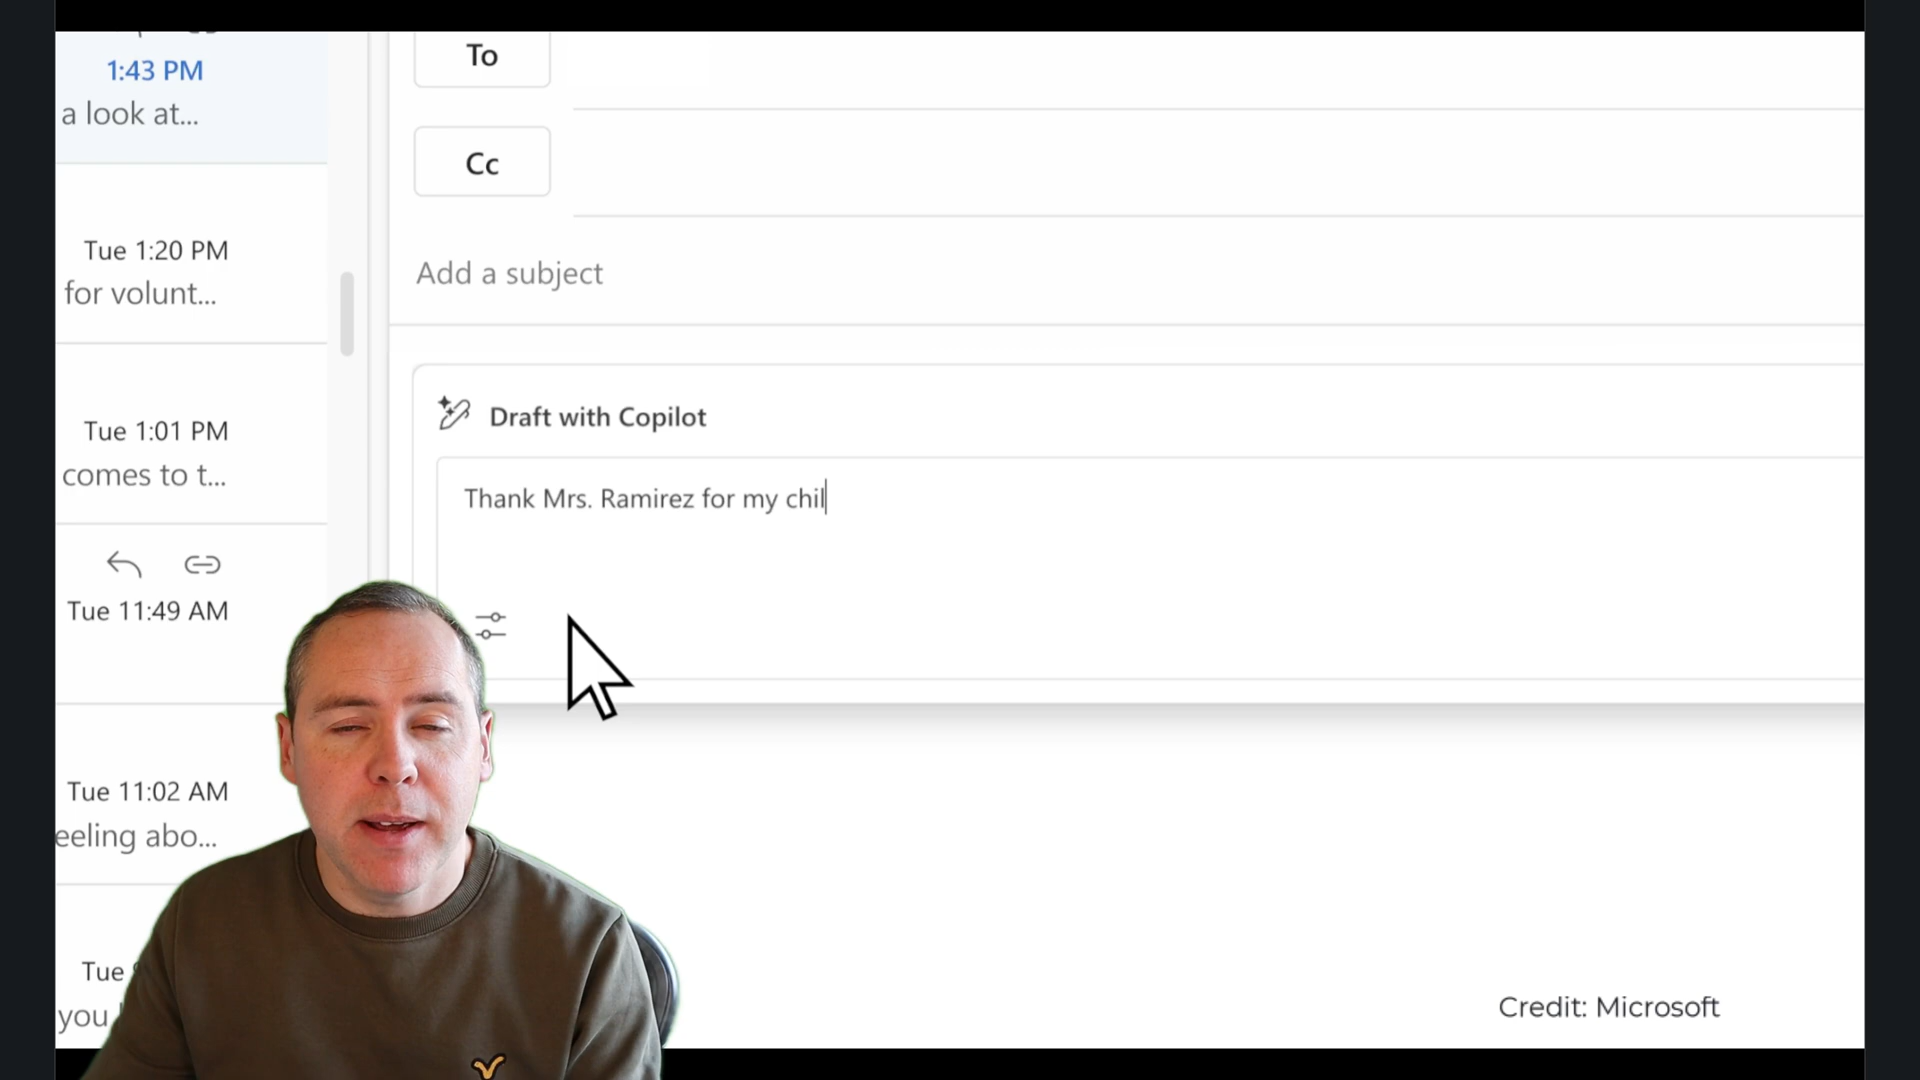 1:43 PM
a look at...
Tue 1:20 PM
for volunt...
Tue 1:01 PM
comes to t...
Tue 11:49 AM
Tue 11:02 AM
eeling abo...
Tue
you
To
Cc
Add a subject
Draft with Copilot
Thank Mrs. Ramirez for my chil
Credit: Microsoft